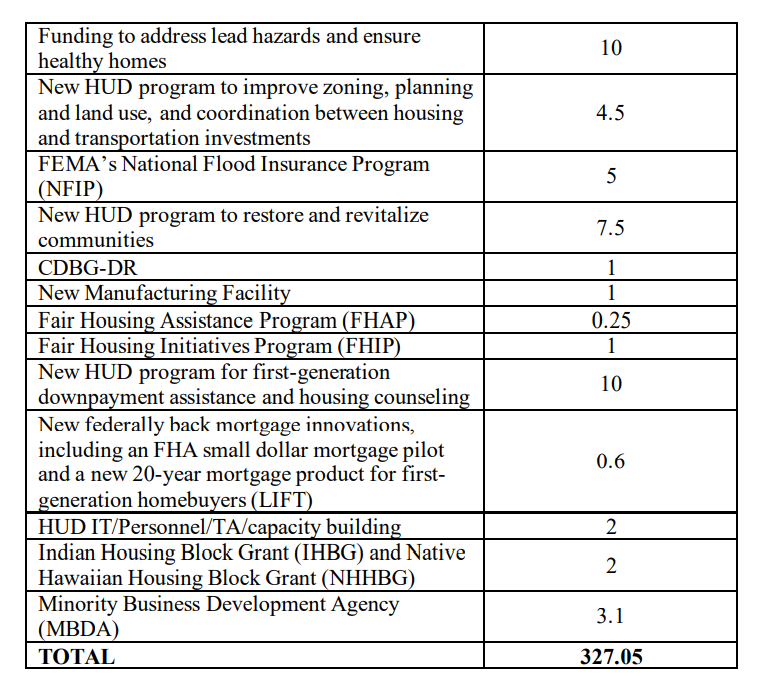 Funding to address lead hazards and ensure
healthy homes
10
New HUD program to improve zoning, planning
and land use, and coordination between housing
and transportation investments
4.5
FEMA's National Flood Insurance Program
(NFIP)
5
New HUD program to restore and revitalize
communities
7.5
CDBG-DR
1
New Manufacturing Facility
1
Fair Housing Assistance Program (FHAP)
0.25
Fair Housing Initiatives Program (FHIP)
1
New HUD program for first-generation
downpayment assistance and housing counseling
10
New federally back mortgage innovations,
including an FHA small dollar mortgage pilot
and a new 20-year mortgage product for first-
generation homebuyers (LIFT)
0.6
HUD IT/Personnel/TA/capacity building
2
Indian Housing Block Grant (IHBG) and Native
Hawaiian Housing Block Grant (NHHBG)
2
Minority Business Development Agency
(MBDA)
3.1
TOTAL
327.05